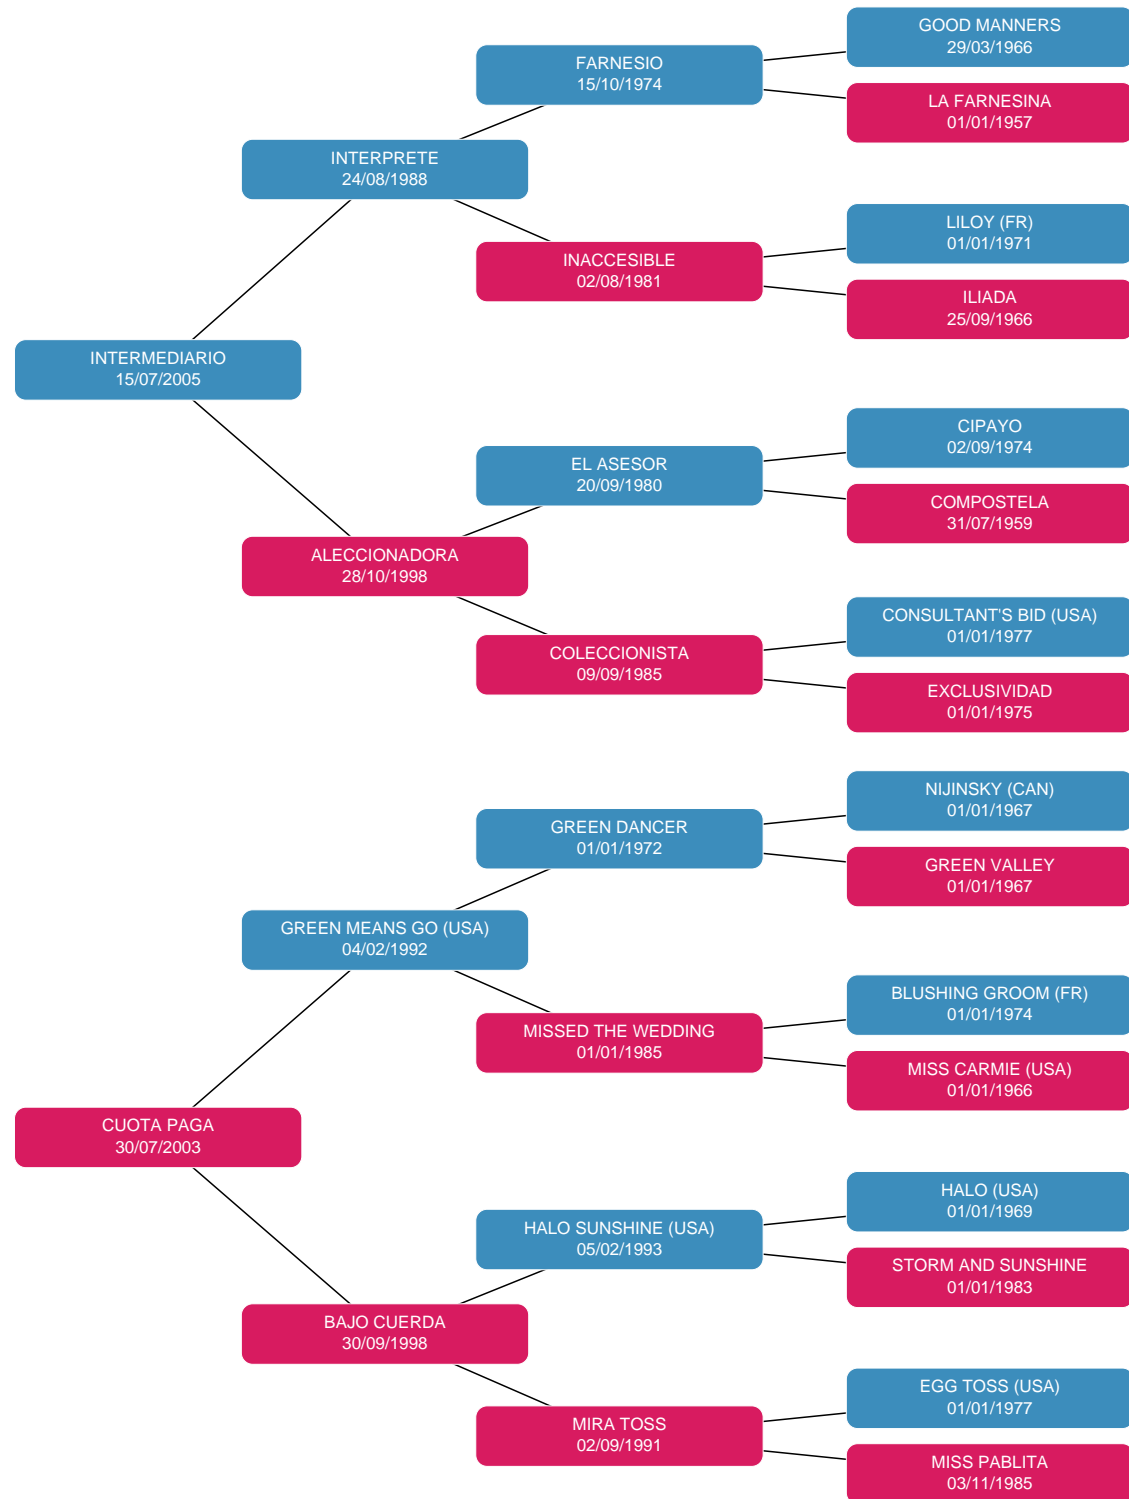 GOOD MANNERS
29/03/1966
FARNESIO
15/10/1974
LA FARNESINA
01/01/1957
INTERPRETE
24/08/1988
LILOY (FR)
01/01/1971
INACCESIBLE
02/08/1981
ILIADA
25/09/1966
INTERMEDIARIO
15/07/2005
CIPAYO
02/09/1974
EL ASESOR
20/09/1980
COMPOSTELA
31/07/1959
ALECCIONADORA
28/10/1998
CONSULTANT'S BID (USA)
01/01/1977
COLECCIONISTA
09/09/1985
EXCLUSIVIDAD
01/01/1975
NIJINSKY (CAN)
01/01/1967
GREEN DANCER
01/01/1972
GREEN VALLEY
01/01/1967
GREEN MEANS GO (USA)
04/02/1992
BLUSHING GROOM (FR)
01/01/1974
MISSED THE WEDDING
01/01/1985
MISS CARMIE (USA)
01/01/1966
CUOTA PAGA
30/07/2003
HALO (USA)
01/01/1969
HALO SUNSHINE (USA)
05/02/1993
STORM AND SUNSHINE
01/01/1983
BAJO CUERDA
30/09/1998
EGG TOSS (USA)
01/01/1977
MIRA TOSS
02/09/1991
MISS PABLITA
03/11/1985